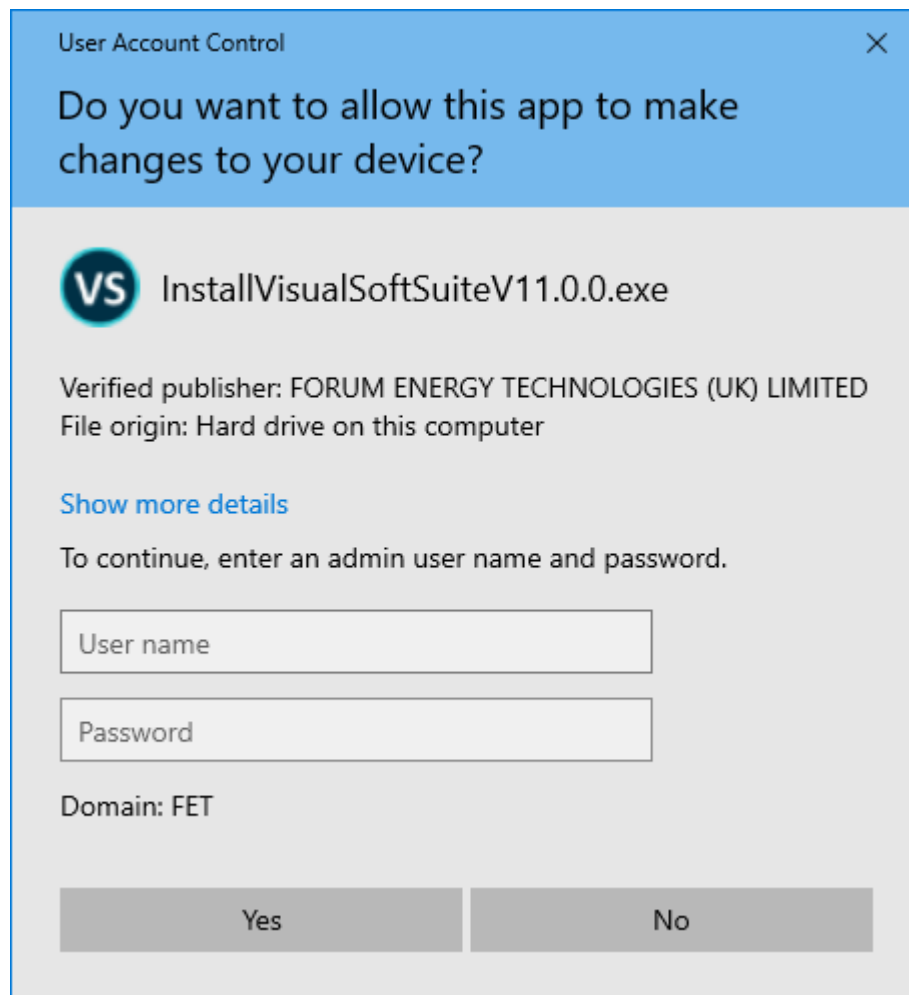 User Account Control
Do you want to allow this app to make
changes to your device?
VS
InstallVisualSoftSuiteV11.0.0.exe
Verified publisher: FORUM ENERGY TECHNOLOGIES (UK) LIMITED
File origin: Hard drive on this computer
Show more details
To continue, enter an admin user name and password.
User name
Password
Domain: FET
Yes
No